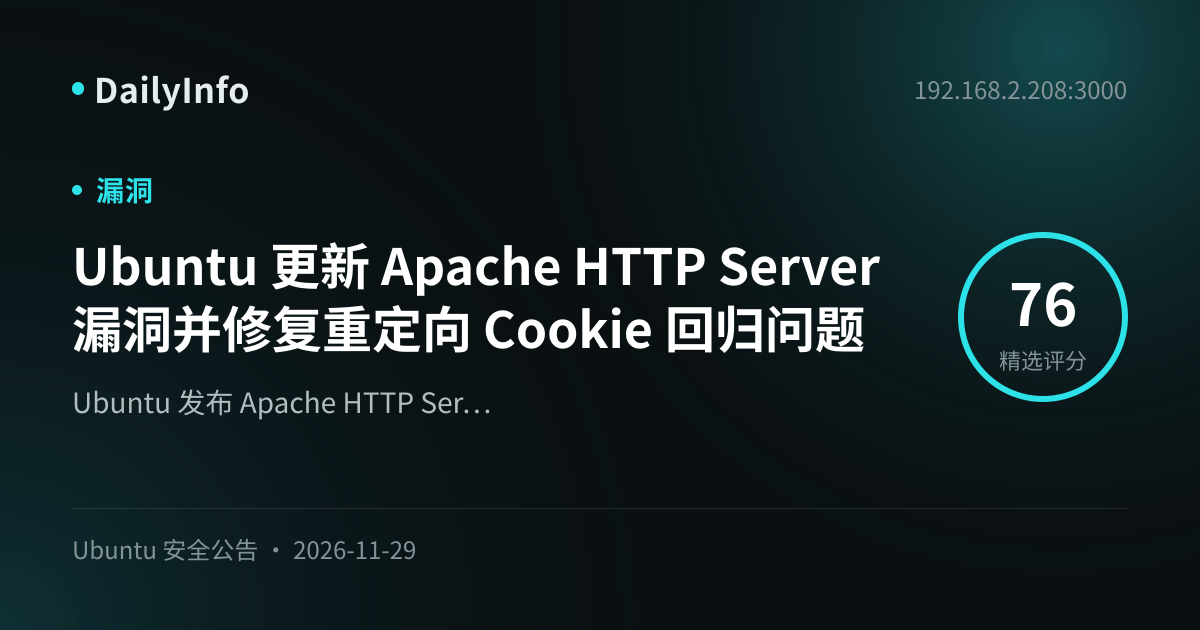 DailyInfo
192.168.2.208:3000
漏洞
Ubuntu 更新 Apache HTTP Server
漏洞并修复重定向 Cookie 回归问题
76
精选评分
Ubuntu 发布 Apache HTTP Ser…
Ubuntu 安全公告 · 2026-11-29